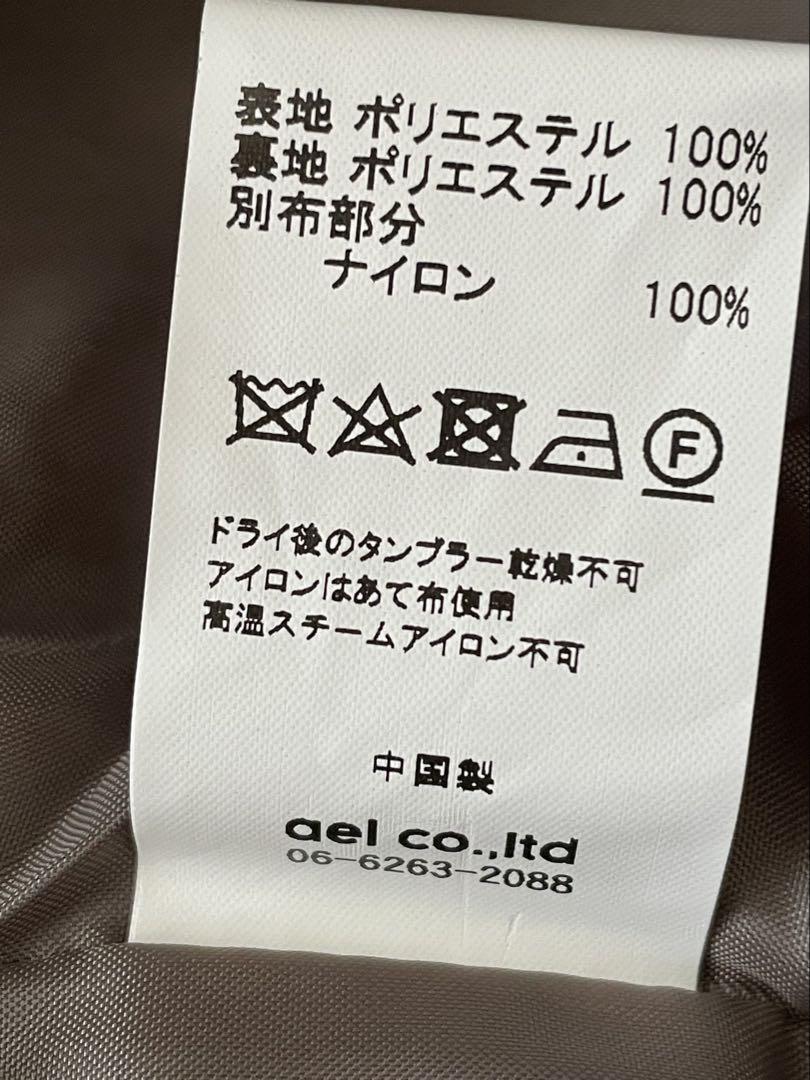 表地 ポリエステル 100%
裏地 ポリエステル 100%
別布部分
ナイロン 100%
F
ドライ後のタンブラー乾燥不可
アイロンはあて布使用
高温スチームアイロン不可
中国製
ael co.,ltd
06-6263-2088